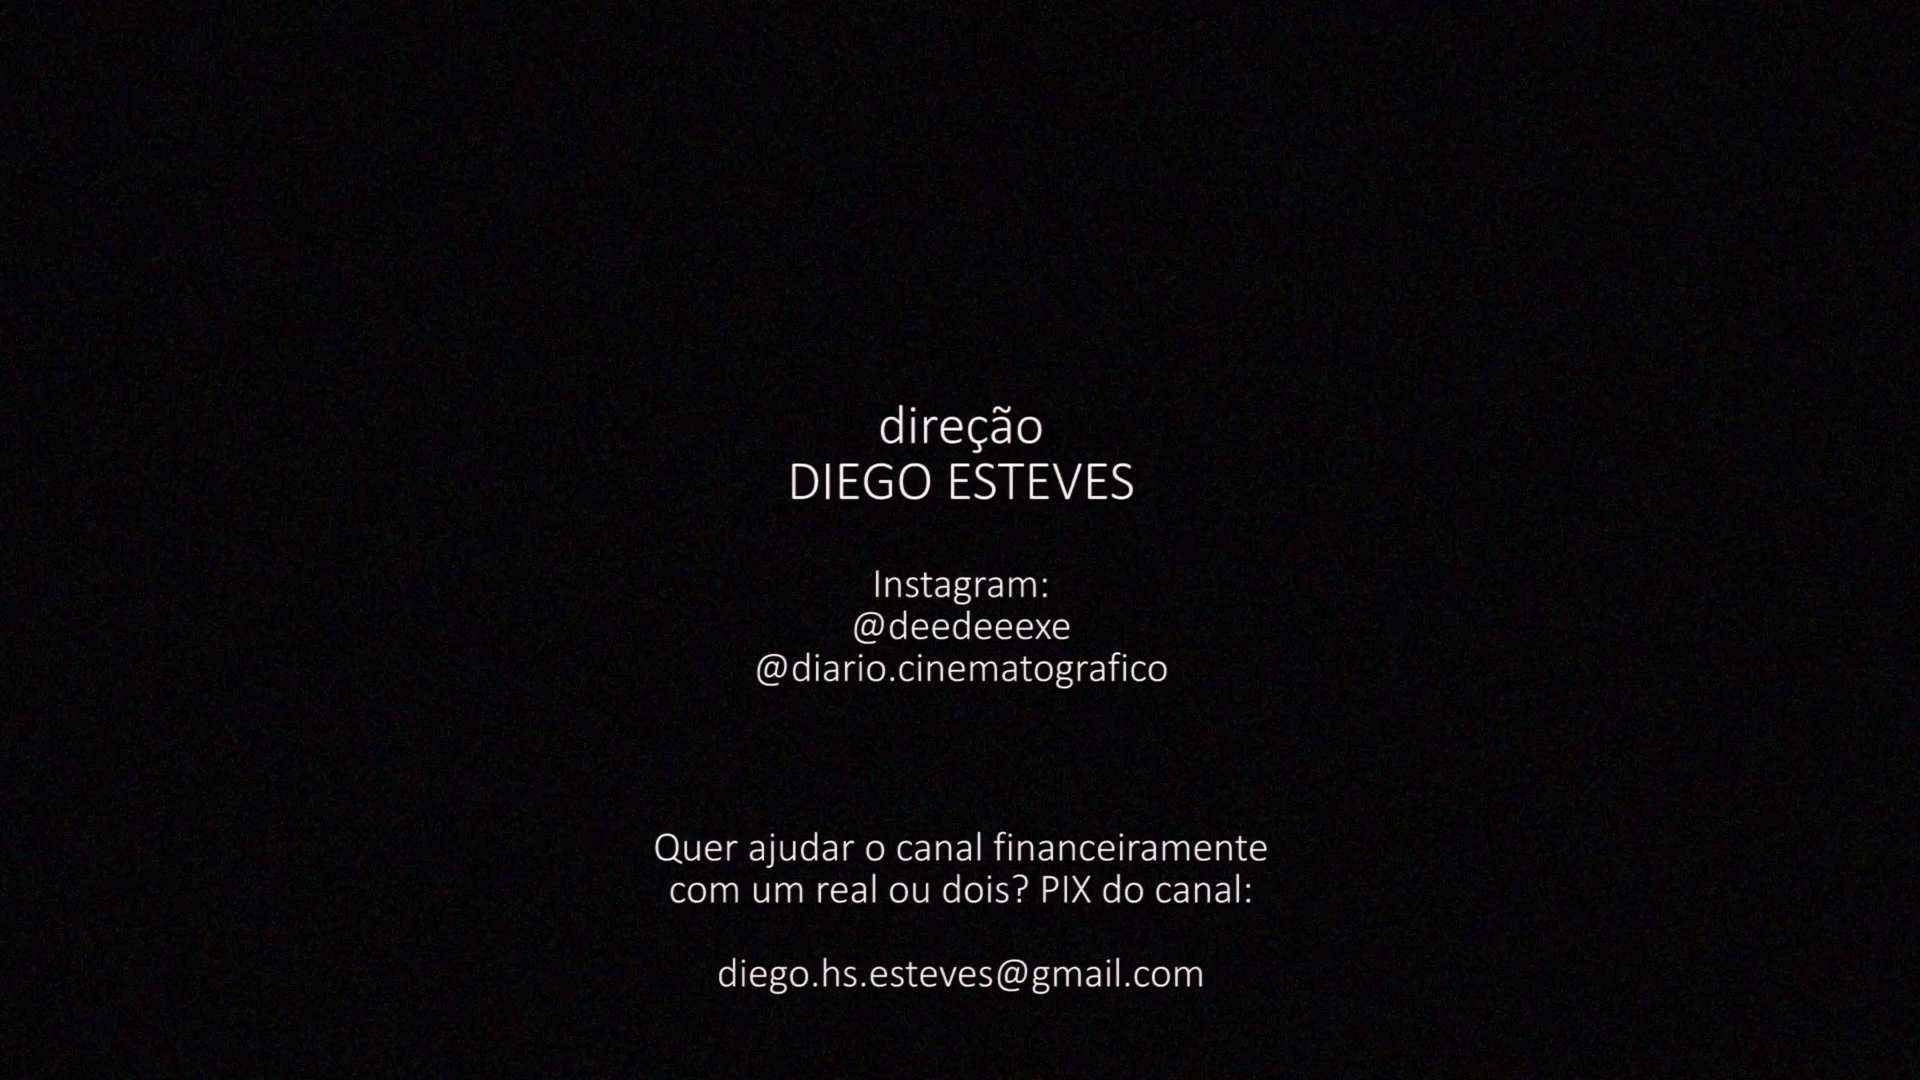 direção
DIEGO ESTEVES
Instagram:
@deedeeexe
@diario.cinematografico
Quer ajudar o canal financeiramente
com um real ou dois? PIX do canal:
diego.hs.esteves@gmail.com